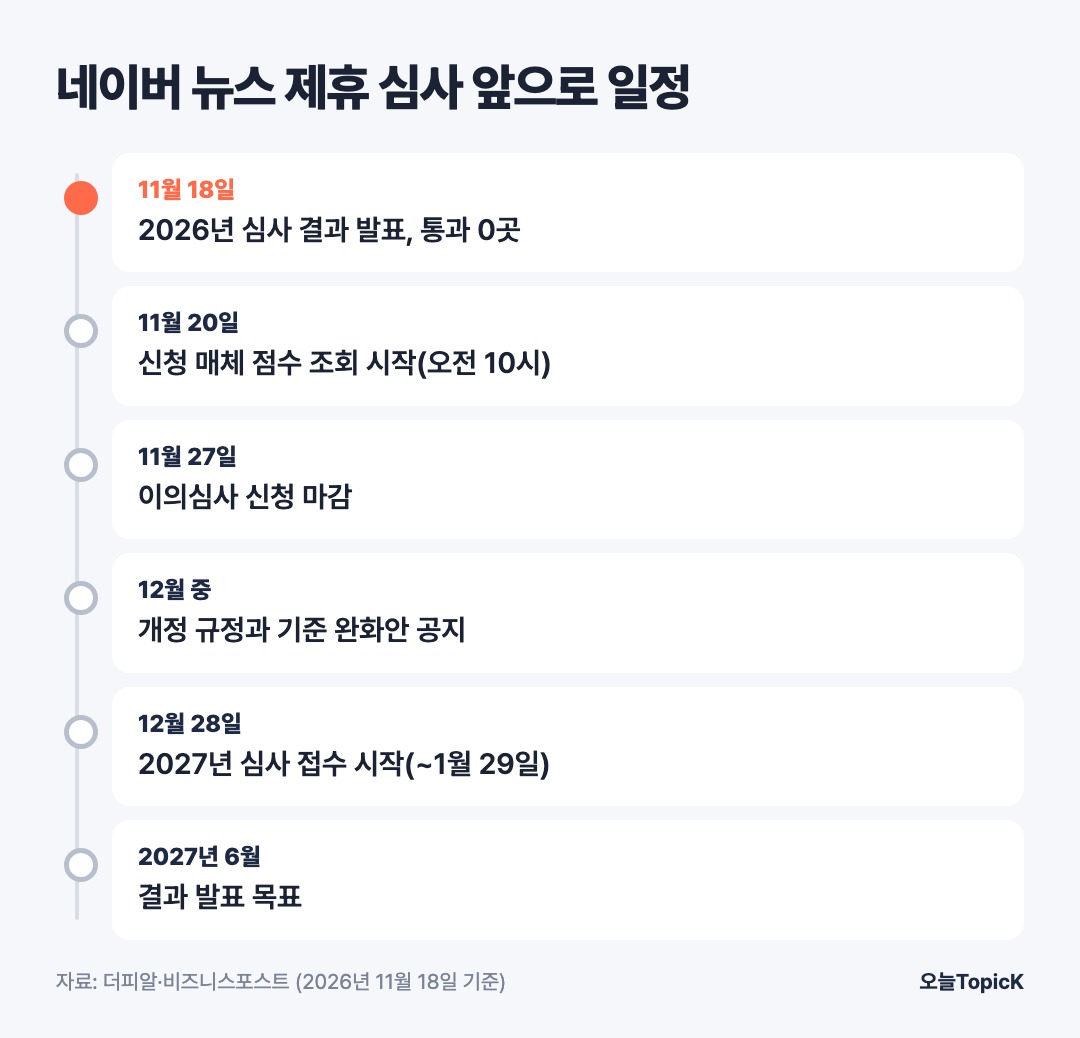 네이버 뉴스 제휴 심사 앞으로 일정
11월 18일
2026년 심사 결과 발표, 통과 0곳
11월 20일
신청 매체 점수 조회 시작(오전 10시)
11월 27일
이의심사 신청 마감
12월 중
개정 규정과 기준 완화안 공지
12월 28일
2027년 심사 접수 시작(~1월 29일)
2027년 6월
결과 발표 목표
자료: 더피알·비즈니스포스트 (2026년 11월 18일 기준)
오늘TopicK